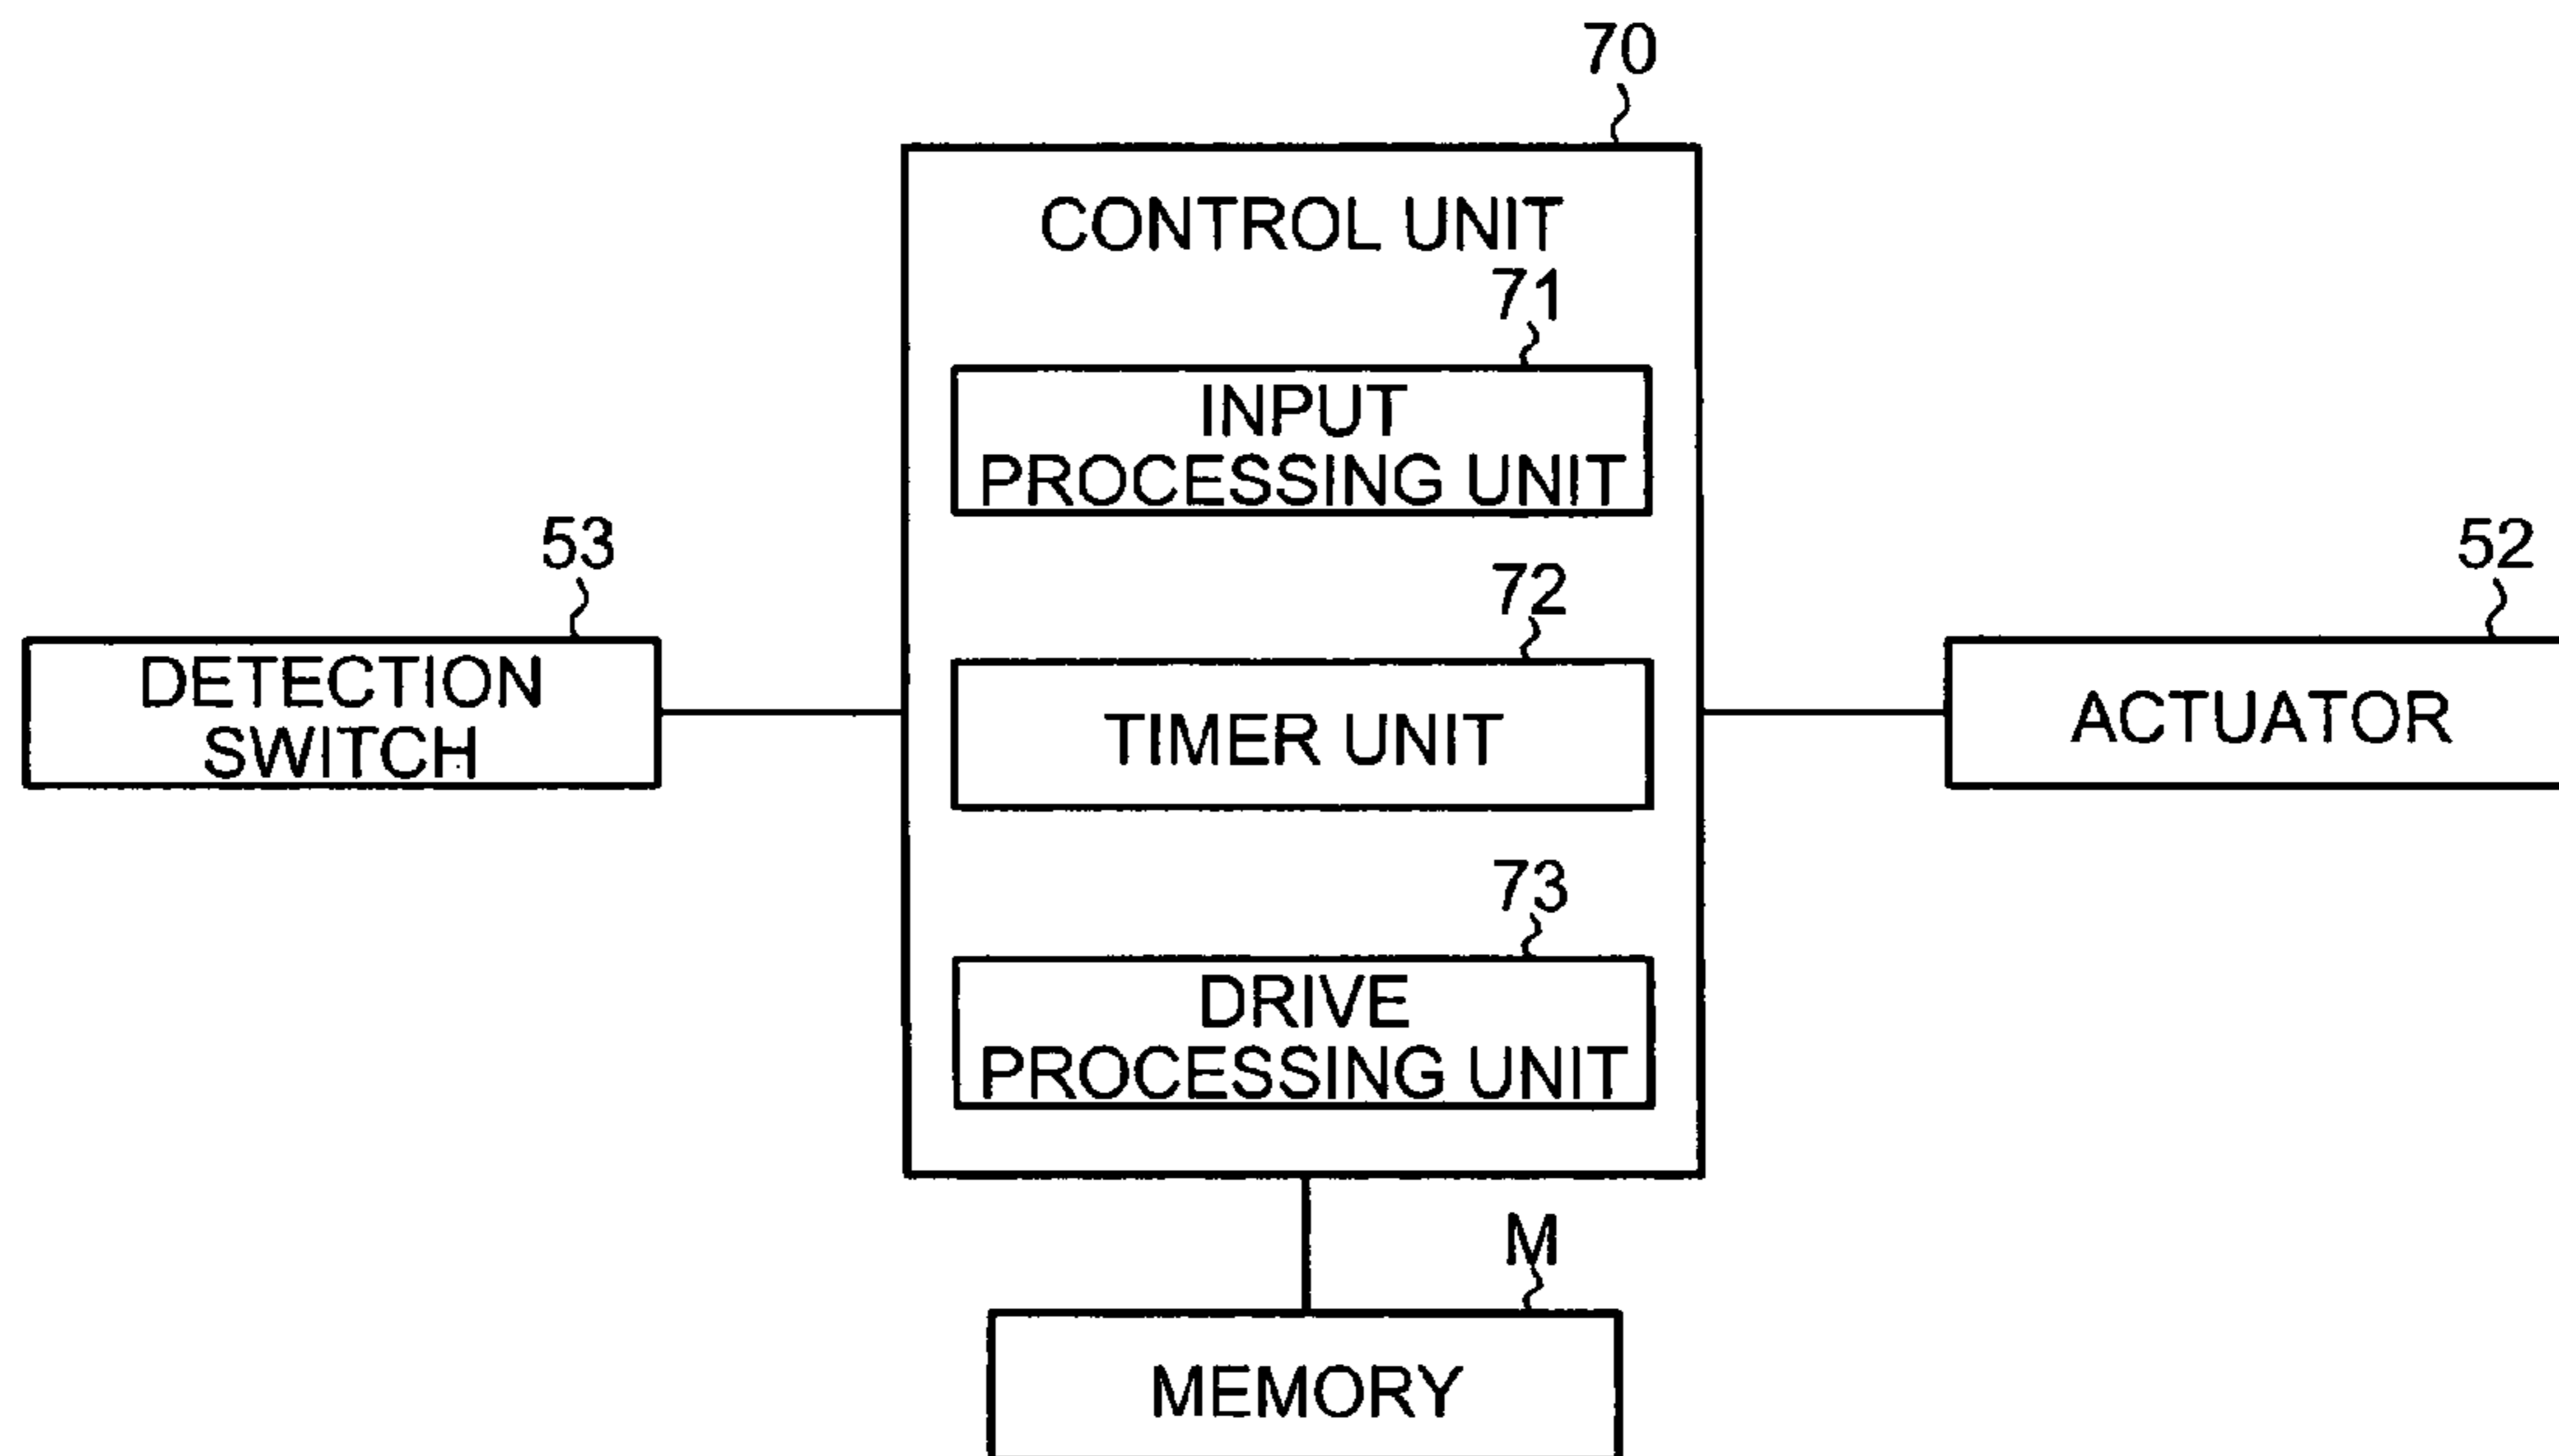 70
CONTROL UNIT
71
INPUT
PROCESSING UNIT
53
DETECTION
SWITCH
72
TIMER UNIT
52
ACTUATOR
73
DRIVE
PROCESSING UNIT
M
MEMORY